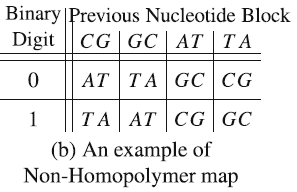 Binary Previous Nucleotide Block
Digit CG GC AT TA
0 AT TA GC CG
1 TA AT CG GC
(b) An example of
Non-Homopolymer map